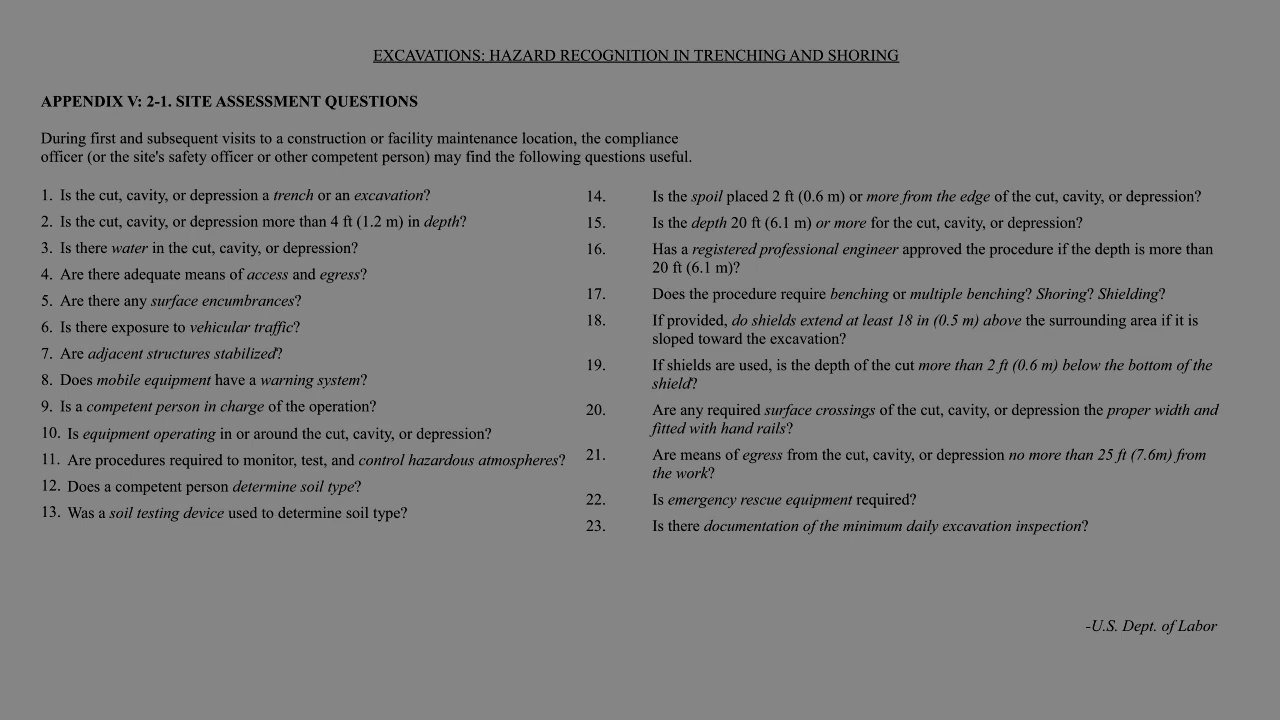 EXCAVATIONS: HAZARD RECOGNITION IN TRENCHING AND SHORING
APPENDIX V: 2-1. SITE ASSESSMENT QUESTIONS
During first and subsequent visits to a construction or facility maintenance location, the compliance
officer (or the site's safety officer or other competent person) may find the following questions useful.
1. Is the cut, cavity, or depression a trench or an excavation?
2. Is the cut, cavity, or depression more than 4 ft (1.2 m) in depth?
3. Is there water in the cut, cavity, or depression?
4. Are there adequate means of access and egress?
5. Are there any surface encumbrances?
6. Is there exposure to vehicular traffic?
7. Are adjacent structures stabilized?
8. Does mobile equipment have a warning system?
9. Is a competent person in charge of the operation?
10. Is equipment operating in or around the cut, cavity, or depression?
11. Are procedures required to monitor, test, and control hazardous atmospheres?
12. Does a competent person determine soil type?
13. Was a soil testing device used to determine soil type?
14. Is the spoil placed 2 ft (0.6 m) or more from the edge of the cut, cavity, or depression?
15. Is the depth 20 ft (6.1 m) or more for the cut, cavity, or depression?
16. Has a registered professional engineer approved the procedure if the depth is more than
20 ft (6.1 m)?
17. Does the procedure require benching or multiple benching? Shoring? Shielding?
18. If provided, do shields extend at least 18 in (0.5 m) above the surrounding area if it is
sloped toward the excavation?
19. If shields are used, is the depth of the cut more than 2 ft (0.6 m) below the bottom of the
shield?
20. Are any required surface crossings of the cut, cavity, or depression the proper width and
fitted with hand rails?
21. Are means of egress from the cut, cavity, or depression no more than 25 ft (7.6m) from
the work?
22. Is emergency rescue equipment required?
23. Is there documentation of the minimum daily excavation inspection?
-U.S. Dept. of Labor